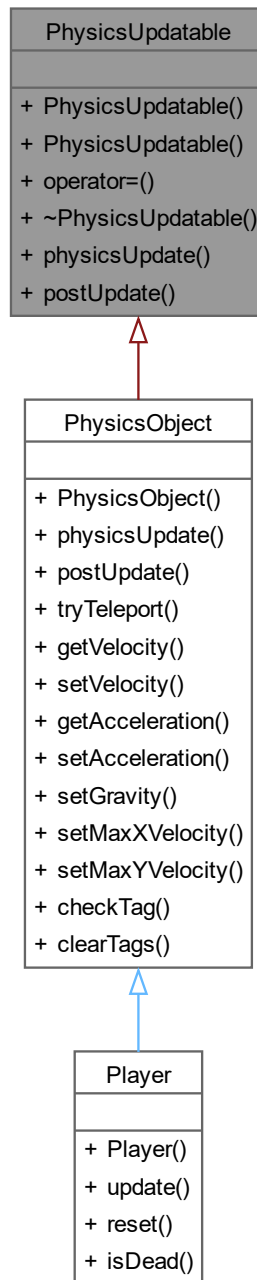 PhysicsUpdatable
+ PhysicsUpdatable()
+ PhysicsUpdatable()
+ operator=()
+ ~PhysicsUpdatable()
+ physicsUpdate()
+ postUpdate()
PhysicsObject
+ PhysicsObject()
+ physicsUpdate()
+ postUpdate()
+ tryTeleport()
+ getVelocity()
+ setVelocity()
+ getAcceleration()
+ setAcceleration()
+ setGravity()
+ setMaxXVelocity()
+ setMaxYVelocity()
+ checkTag()
+ clearTags()
Player
+ Player()
+ update()
+ reset()
+ isDead()